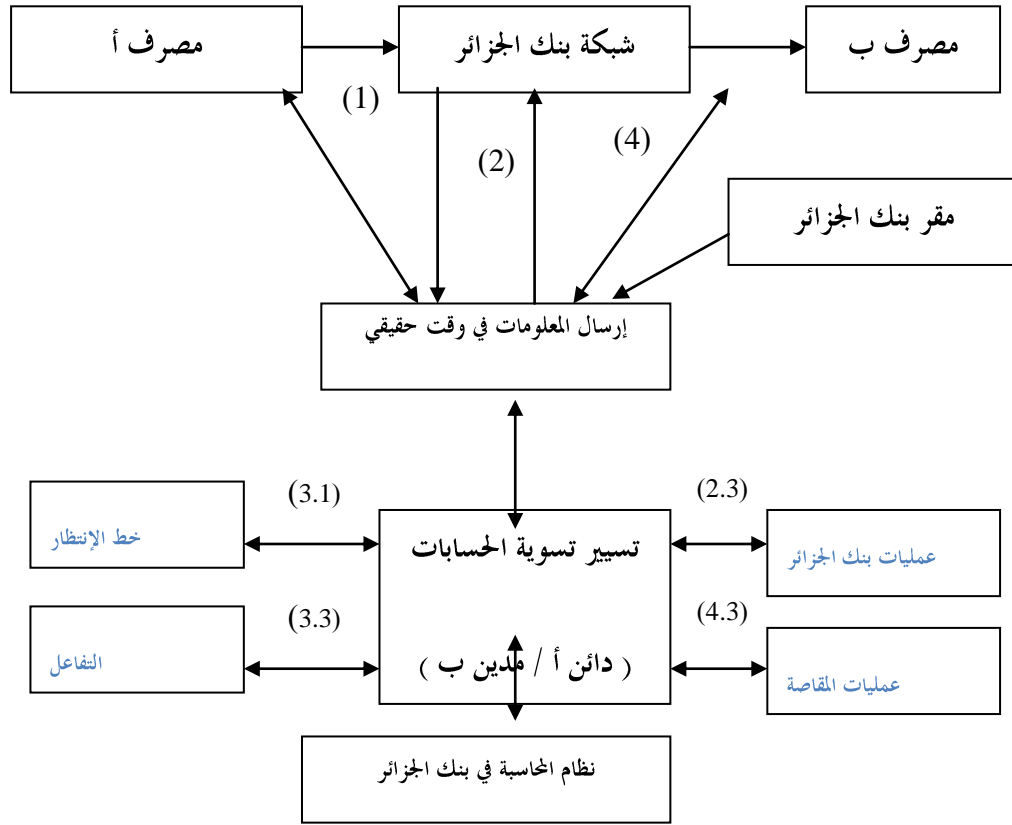 مصرف أ
شبكة بنك الجزائر
مصرف ب
(1)
(2)
(4)
مقر بنك الجزائر
إرسال المعلومات في وقت حقيقي
(3.1)
(2.3)
خط الإنتظار
تسيير تسوية الحسابات
عمليات بنك الجزائر
(3.3)
(4.3)
التفاعل
( دائن أ / مدين ب )
عمليات المقاصة
نظام المحاسبة في بنك الجزائر